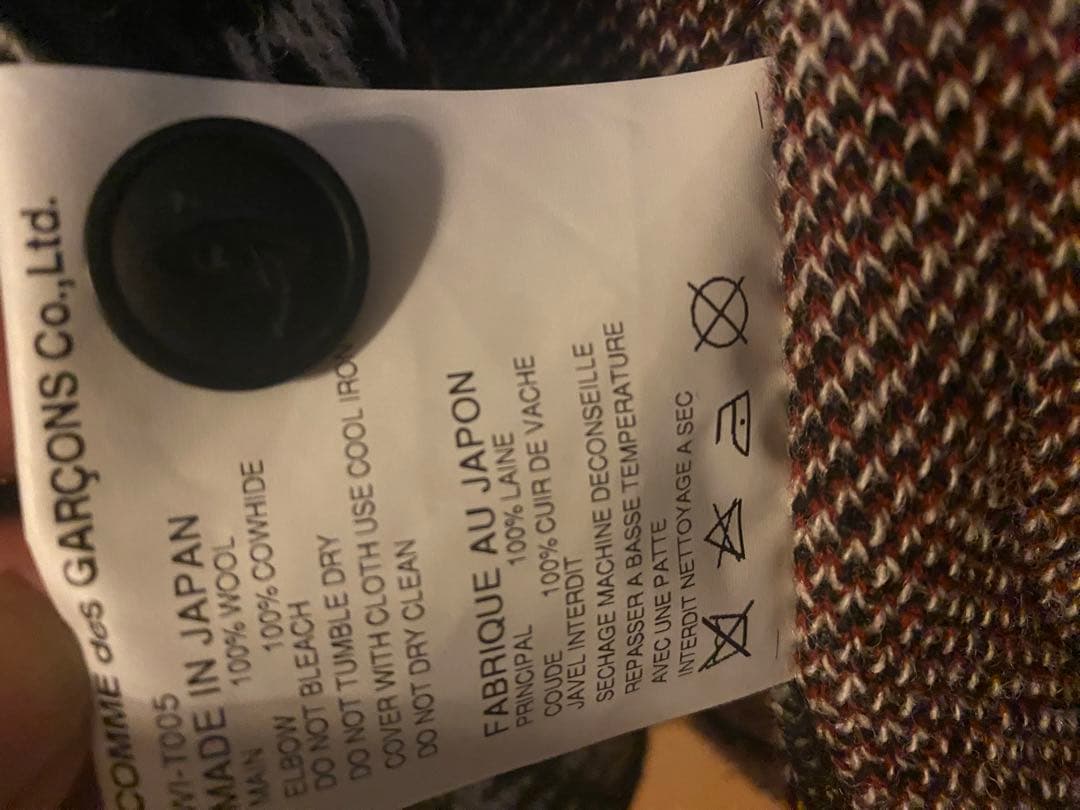 COMME des GARÇONS Co.,Ltd.
WI-T005
MADE IN JAPAN
MAIN 100% WOOL
ELBOW 100% COWHIDE
DO NOT BLEACH
DO NOT TUMBLE DRY
COVER WITH CLOTH USE COOL IRON
DO NOT DRY CLEAN
FABRIQUE AU JAPON
PRINCIPAL 100% LAINE
COUDE 100% CUIR DE VACHE
JAVEL INTERDIT
SECHAGE MACHINE DECONSEILLE
REPASSER A BASSE TEMPERATURE
AVEC UNE PATTE
INTERDIT NETTOYAGE A SEC